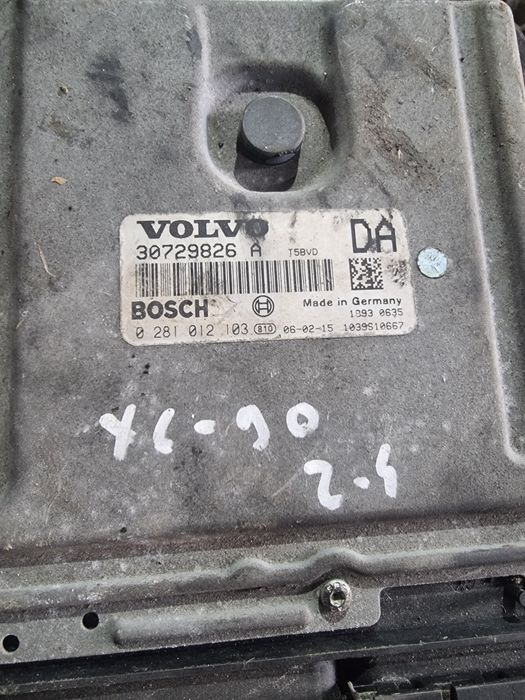 VOLVO
30729826 A T5BVD DA
BOSCH Made in Germany
1893 0635
0 281 012 103 810 06-02-15 1039S10667
XC-90
2.4